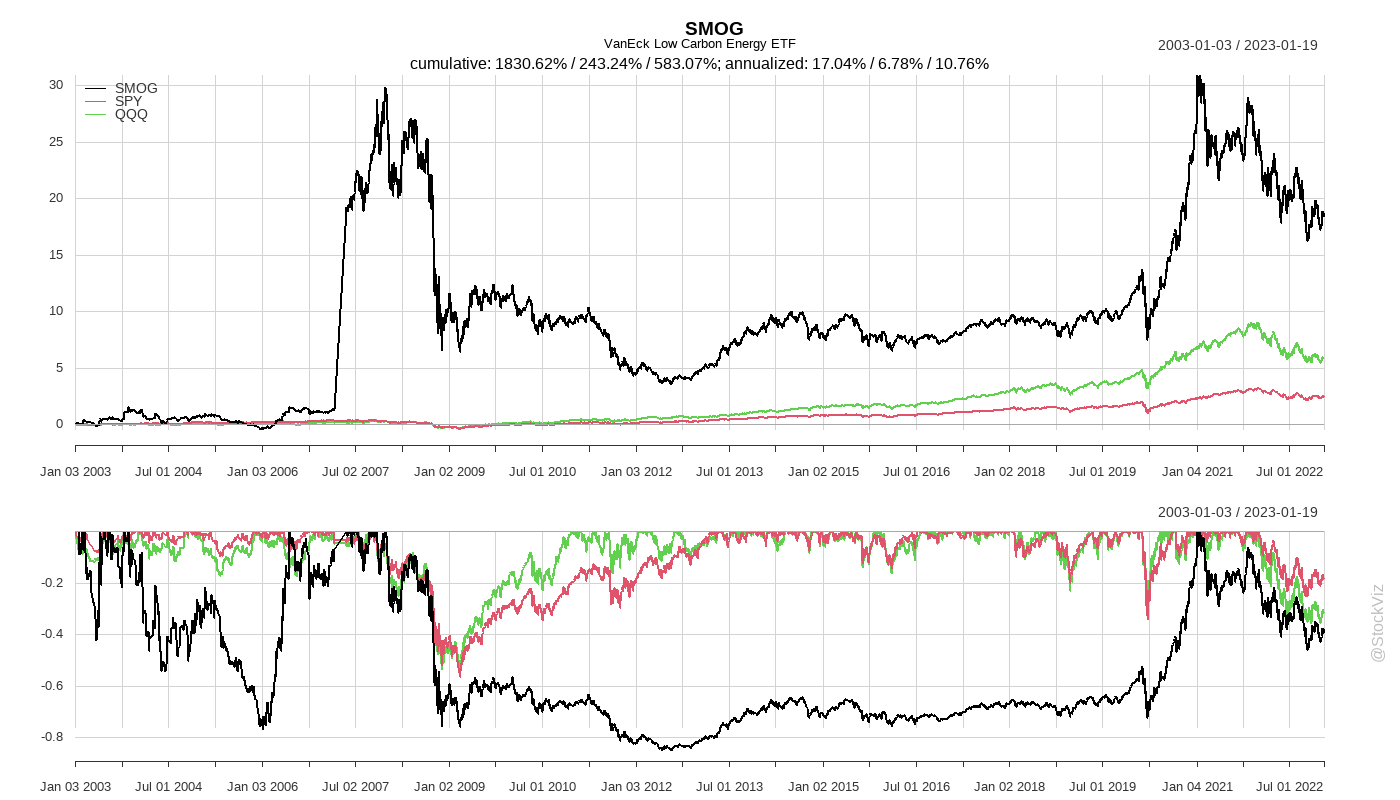 SMOG
VanEck Low Carbon Energy ETF
2003-01-03 / 2023-01-19
cumulative: 1830.62% / 243.24% / 583.07%; annualized: 17.04% / 6.78% / 10.76%
SMOG
SPY
QQQ
30
25
20
15
10
5
0
Jan 03 2003 Jul 01 2004 Jan 03 2006 Jul 02 2007 Jan 02 2009 Jul 01 2010 Jan 03 2012 Jul 01 2013 Jan 02 2015 Jul 01 2016 Jan 02 2018 Jul 01 2019 Jan 04 2021 Jul 01 2022
2003-01-03 / 2023-01-19
-0.2
-0.4
-0.6
-0.8
Jan 03 2003 Jul 01 2004 Jan 03 2006 Jul 02 2007 Jan 02 2009 Jul 01 2010 Jan 03 2012 Jul 01 2013 Jan 02 2015 Jul 01 2016 Jan 02 2018 Jul 01 2019 Jan 04 2021 Jul 01 2022
@StockViz